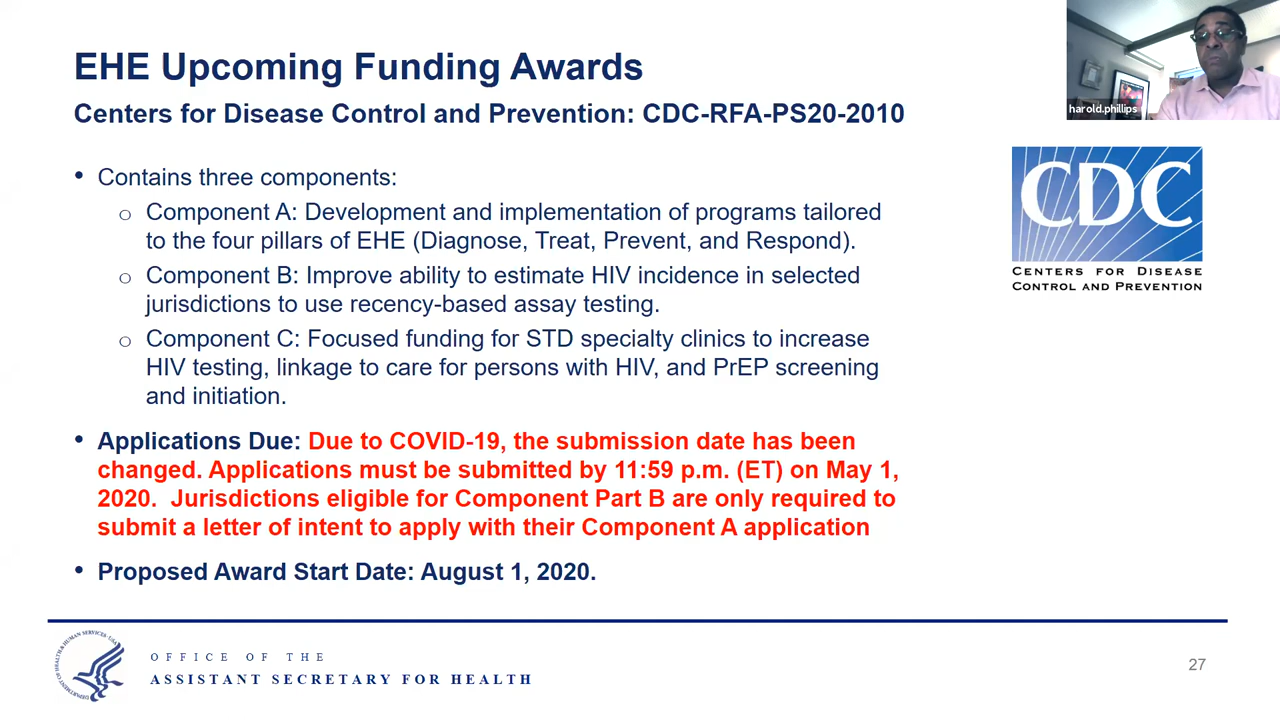 EHE Upcoming Funding Awards
Centers for Disease Control and Prevention: CDC-RFA-PS20-2010
harold.phillips
• Contains three components:
o Component A: Development and implementation of programs tailored
to the four pillars of EHE (Diagnose, Treat, Prevent, and Respond).
o Component B: Improve ability to estimate HIV incidence in selected
jurisdictions to use recency-based assay testing.
o Component C: Focused funding for STD specialty clinics to increase
HIV testing, linkage to care for persons with HIV, and PrEP screening
and initiation.
• Applications Due: Due to COVID-19, the submission date has been
changed. Applications must be submitted by 11:59 p.m. (ET) on May 1,
2020.  Jurisdictions eligible for Component Part B are only required to
submit a letter of intent to apply with their Component A application
• Proposed Award Start Date: August 1, 2020.
CDC
CENTERS FOR DISEASE
CONTROL AND PREVENTION
DEPARTMENT OF HEALTH & HUMAN SERVICES·USA
OFFICE OF THE
ASSISTANT SECRETARY FOR HEALTH
27